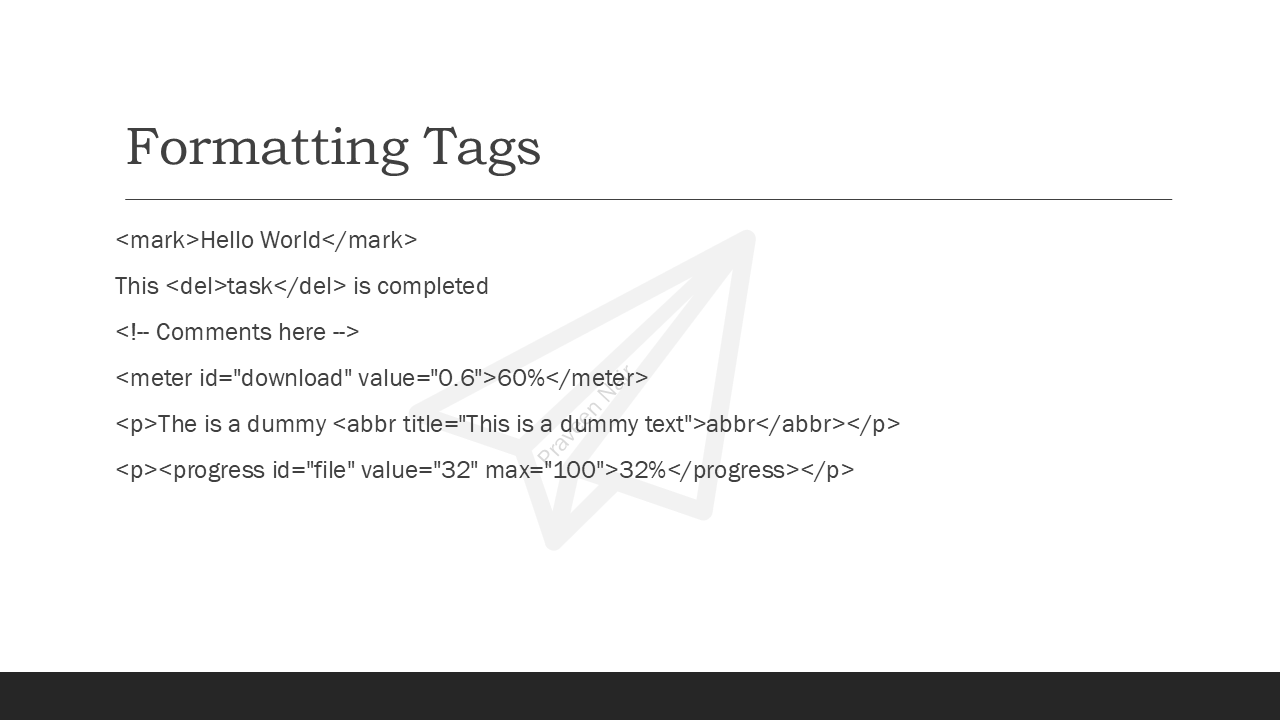 Formatting Tags
<mark>Hello World</mark>
This <del>task</del> is completed
<!-- Comments here -->
<meter id="download" value="0.6">60%</meter>
<p>The is a dummy <abbr title="This is a dummy text">abbr</abbr></p>
<p><progress id="file" value="32" max="100">32%</progress></p>
Praveen